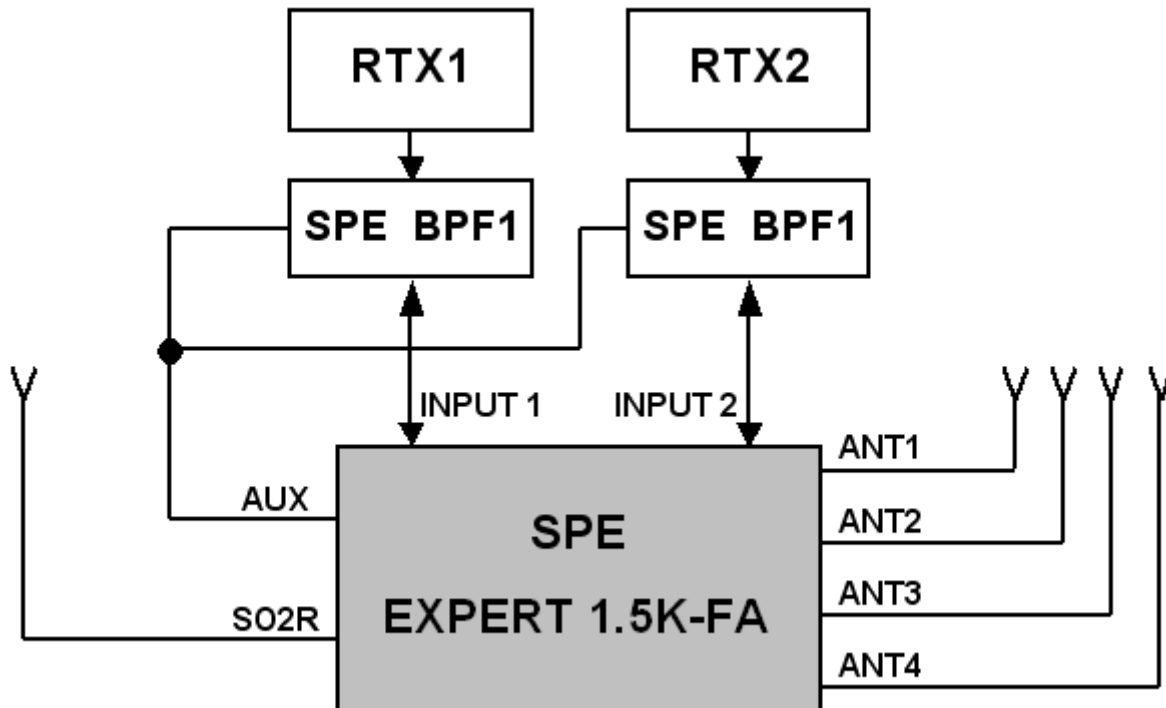 RTX1
RTX2
SPE BPF1
SPE BPF1
INPUT 1
INPUT 2
ANT1
AUX
SPE
ANT2
EXPERT 1.5K-FA
ANT3
SO2R
ANT4